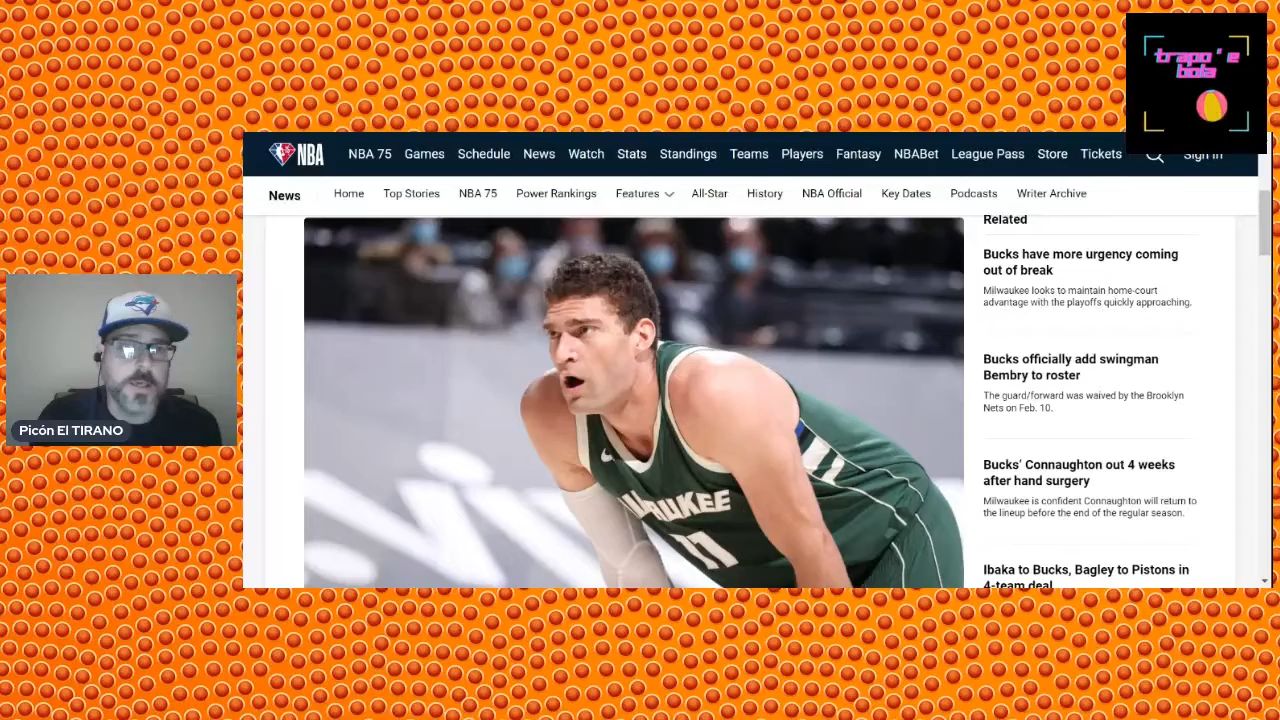 trapo'e
bola
NBA
NBA 75 Games Schedule News Watch Stats Standings Teams Players Fantasy NBABet League Pass Store Tickets Sign in
News Home Top Stories NBA 75 Power Rankings Features All-Star History NBA Official Key Dates Podcasts Writer Archive
Related
Bucks have more urgency coming
out of break
Milwaukee looks to maintain home-court
advantage with the playoffs quickly approaching.
Bucks officially add swingman
Bembry to roster
The guard/forward was waived by the Brooklyn
Nets on Feb. 10.
Bucks' Connaughton out 4 weeks
after hand surgery
Milwaukee is confident Connaughton will return to
the lineup before the end of the regular season.
Ibaka to Bucks, Bagley to Pistons in
4-team deal
Picón El TIRANO
MILWAUKEE
11